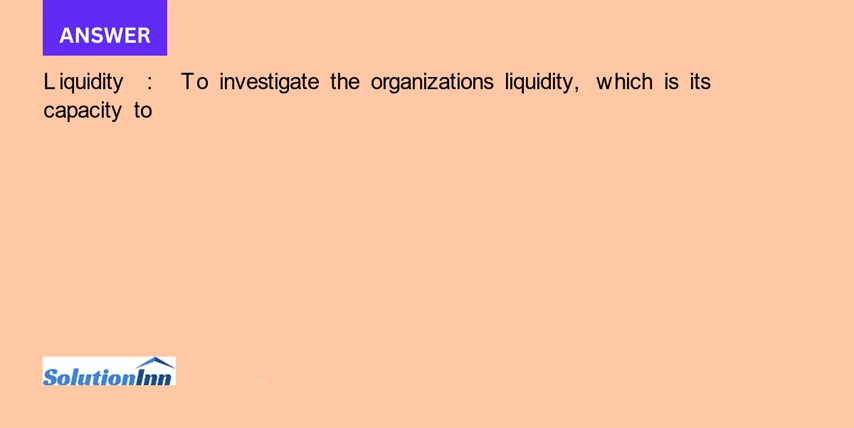 ANSWER
Liquidity : To investigate the organizations liquidity, which is its
capacity to
SolutionInn